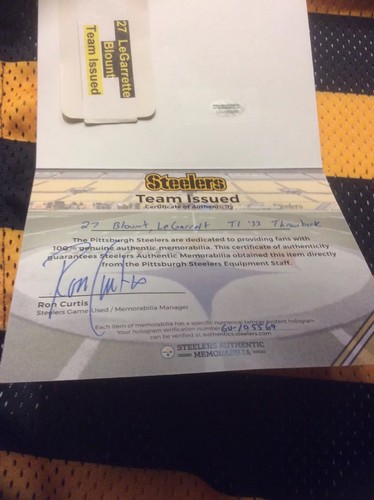 27 LeGarrette
Blount
Team Issued
Steelers
Team Issued
Certificate of Authenticity
27 Blount, LeGarrett TI '33 Throwback
The Pittsburgh Steelers are dedicated to providing fans with
100% genuine authentic memorabilia. This certificate of authenticity
guarantees Steelers Authentic Memorabilia obtained this item directly
from the Pittsburgh Steelers Equipment Staff.
Ron Curtis
Ron Curtis
Steelers Game Used / Memorabilia Manager
Each item of memorabilia has a specific numerical tamper evident hologram
Your hologram verification number
can be verified at authentic.steelers.com
STEELERS AUTHENTIC
MEMORABILIA